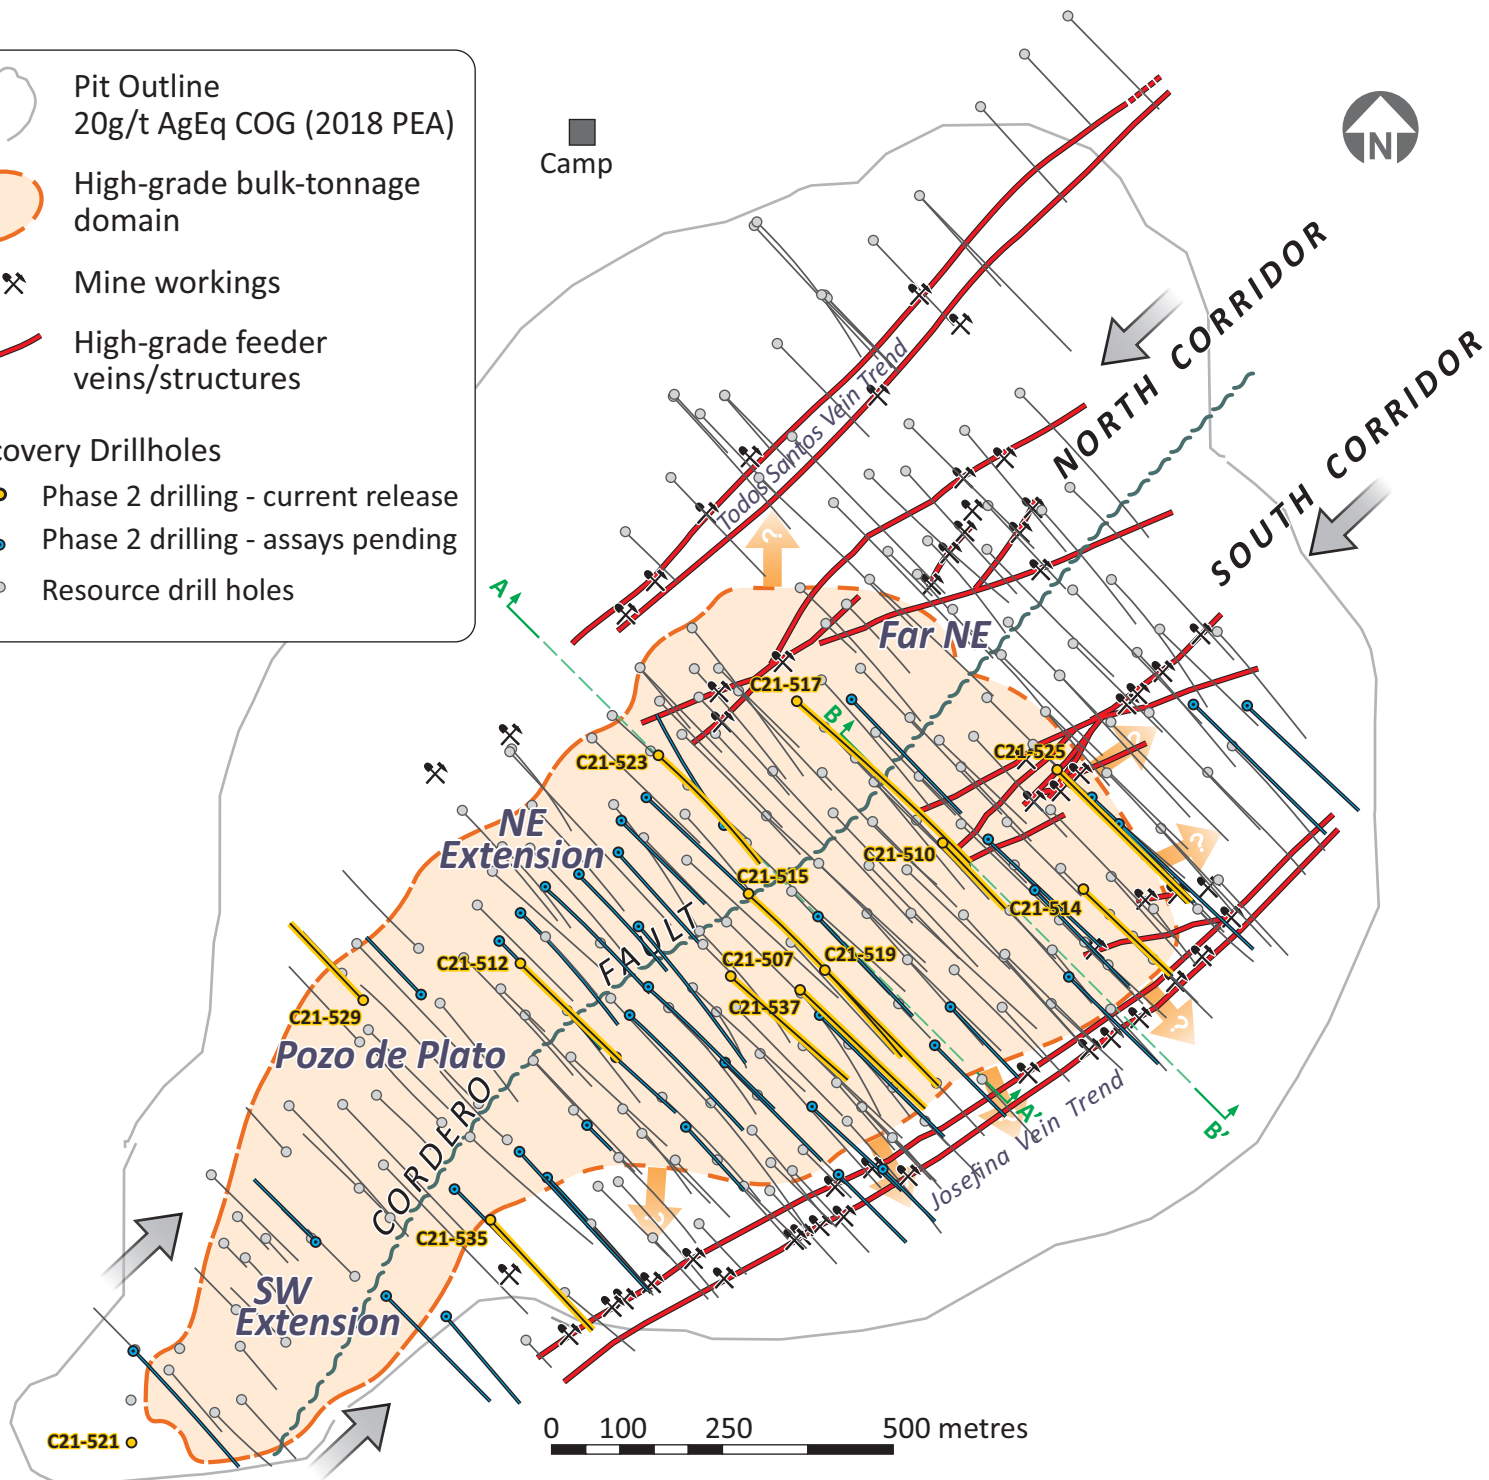 Pit Outline
20g/t AgEq COG (2018 PEA)
High-grade bulk-tonnage
domain
Mine workings
High-grade feeder
veins/structures
covery Drillholes
Phase 2 drilling - current release
Phase 2 drilling - assays pending
Resource drill holes
Camp
N
NORTH CORRIDOR
SOUTH CORRIDOR
Todos Santos Vein Trend
?
A
Far NE
C21-517
B
C21-523
C21-525
?
NE
Extension
C21-510
?
C21-515
C21-514
FAULT
C21-512
C21-507
C21-519
C21-537
C21-529
?
Pozo de Plato
CORDERO
A'
B'
Josefina Vein Trend
C21-535
?
SW
Extension
C21-521
0 100 250 500 metres